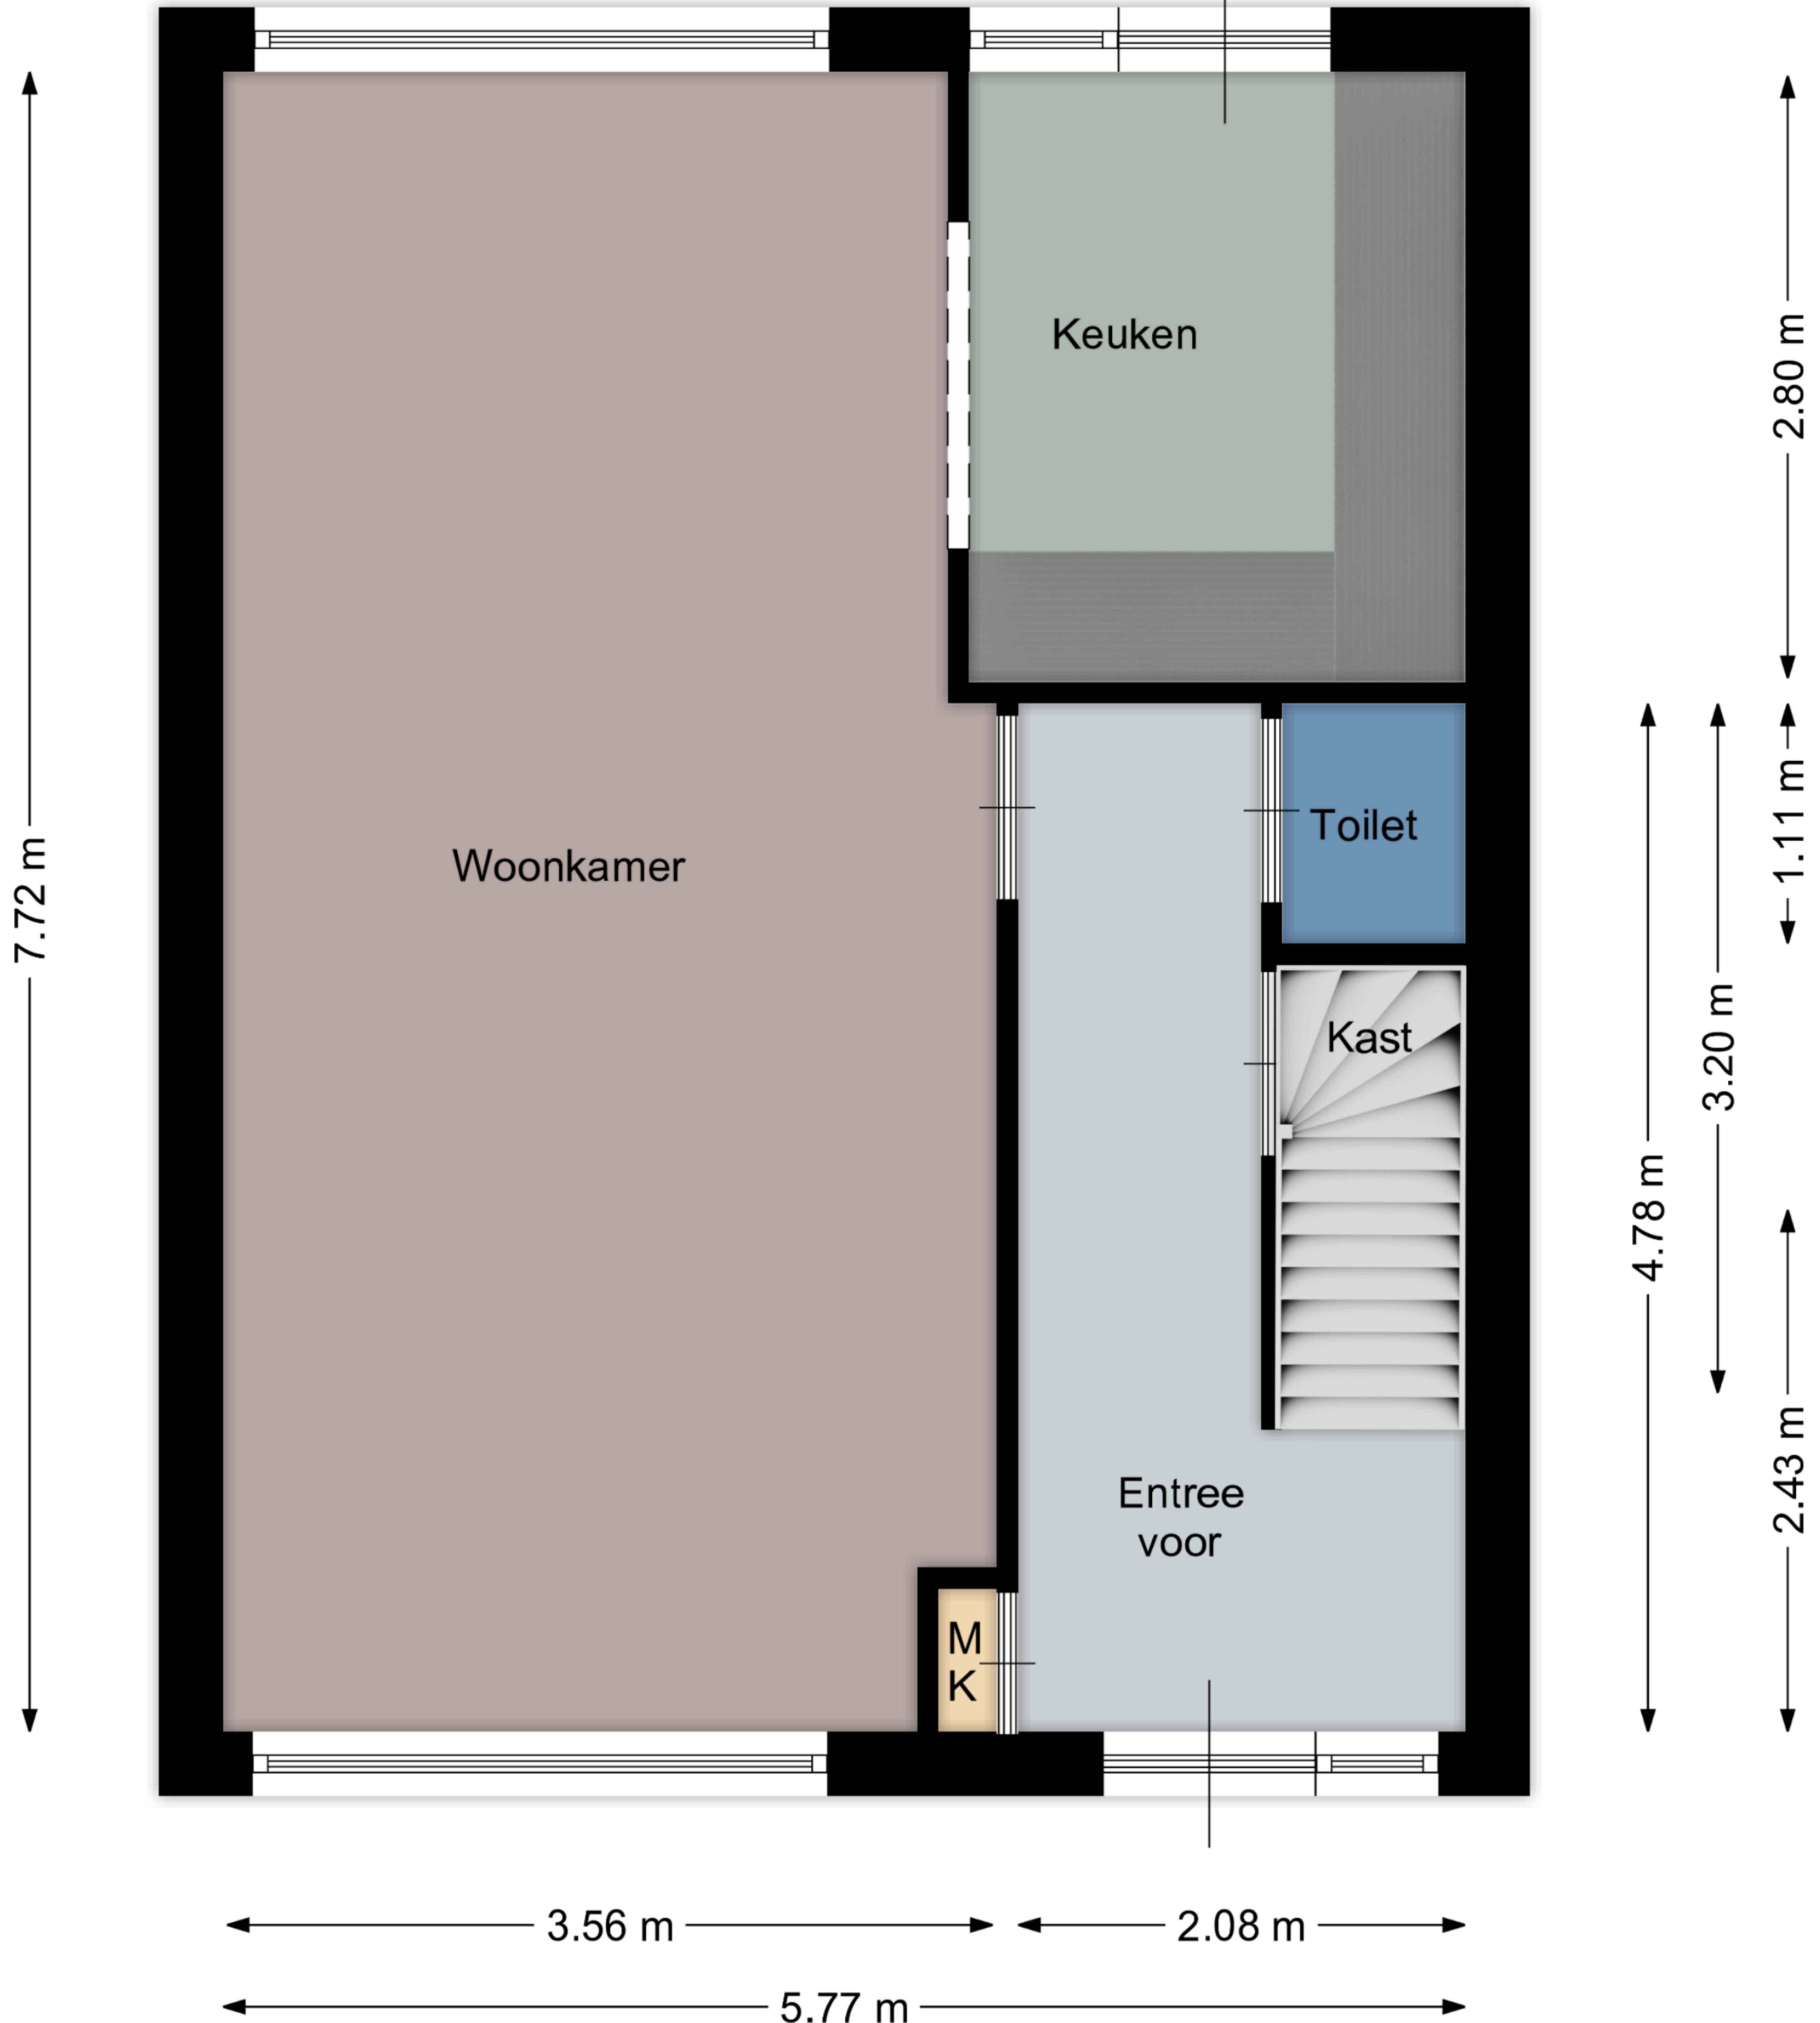 Keuken
2.80 m
Woonkamer
Toilet
1.11 m
7.72 m
Kast
3.20 m
4.78 m
2.43 m
Entree
voor
M
K
3.56 m
2.08 m
5.77 m